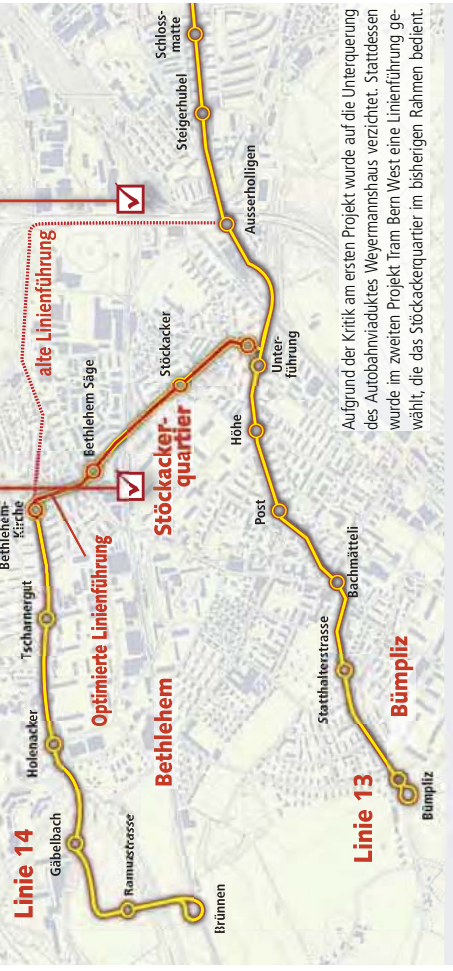 Linie 14
Brünnen
Ramuzstrasse
Gäbelbach
Holenacker
Tscharnergut
Bethlehem-
Kirche
Optimierte Linienführung
Bethlehem
Bethlehem Säge
alte Linienführung
Stöckacker-
quartier
Stöckacker
Linie 13
Bümpliz
Bümpliz
Statthalterstrasse
Bachmätteli
Post
Höhe
Unter-
führung
Ausserholligen
Steigerhubel
Schloss-
matte
Aufgrund der Kritik am ersten Projekt wurde auf die Unterquerung
des Autobahnviaduktes Weyermannshaus verzichtet. Stattdessen
wurde im zweiten Projekt Tram Bern West eine Linienführung ge-
wählt, die das Stöckackerquartier im bisherigen Rahmen bedient.